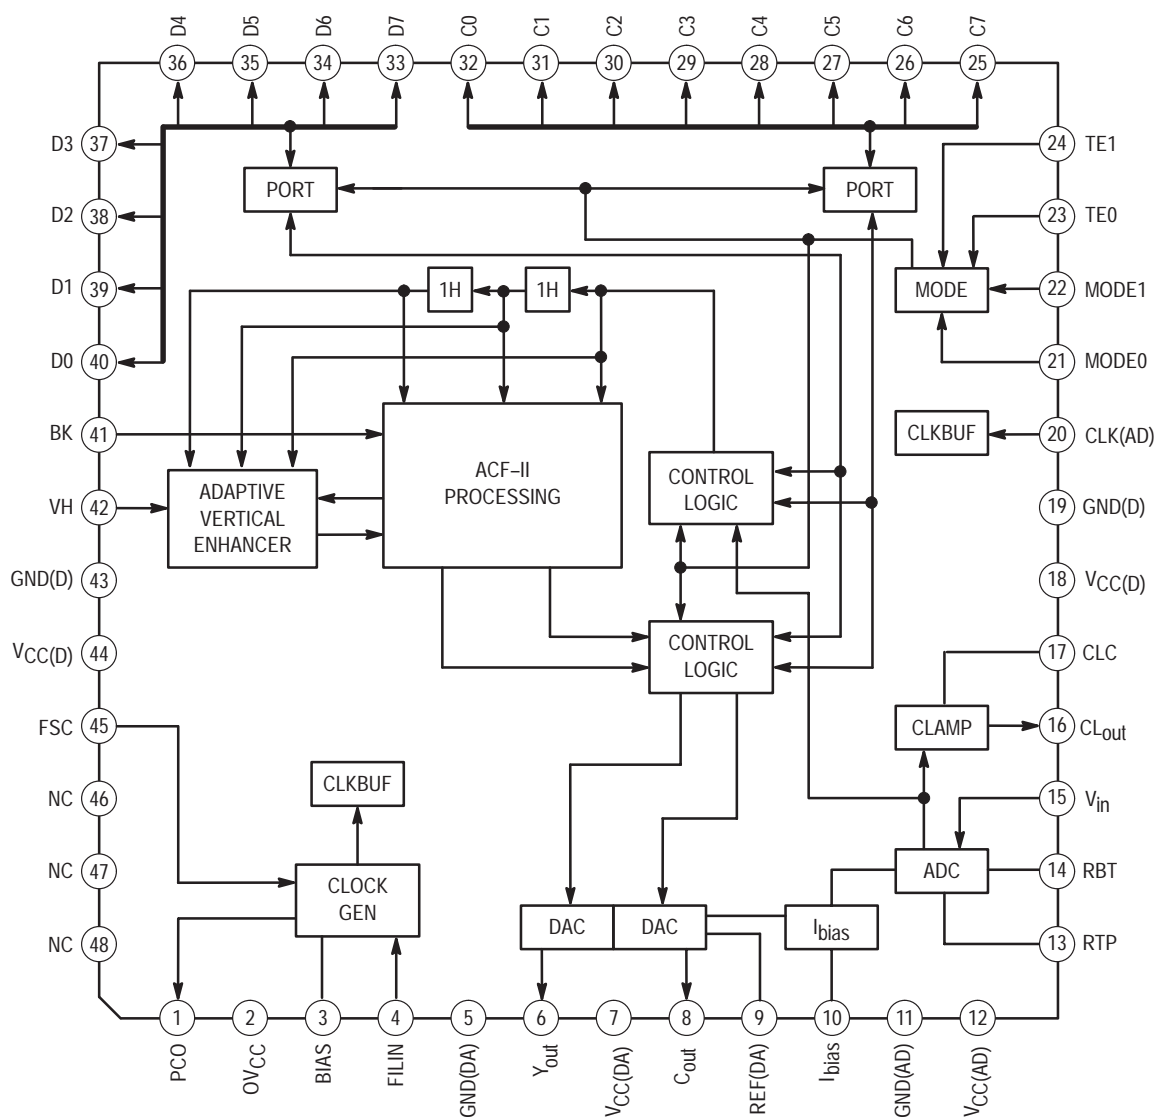 D4 D5 D6 D7 C0 C1 C2 C3 C4 C5 C6 C7
36 35 34 33 32 31 30 29 28 27 26 25
D3 37
24 TE1
PORT
PORT
D2 38
23 TE0
D1 39
1H
1H
MODE
22 MODE1
D0 40
21 MODE0
BK 41
CLKBUF
20 CLK(AD)
ACF–II
PROCESSING
CONTROL
LOGIC
ADAPTIVE
VERTICAL
ENHANCER
VH 42
19 GND(D)
GND(D) 43
18 VCC(D)
CONTROL
LOGIC
VCC(D) 44
17 CLC
FSC 45
CLAMP
16 CLout
CLKBUF
NC 46
15 Vin
NC 47
CLOCK
GEN
ADC
14 RBT
DAC
DAC
Ibias
NC 48
13 RTP
1 2 3 4 5 6 7 8 9 10 11 12
PCO OVCC BIAS FILIN GND(DA) Yout VCC(DA) Cout REF(DA) Ibias GND(AD) VCC(AD)